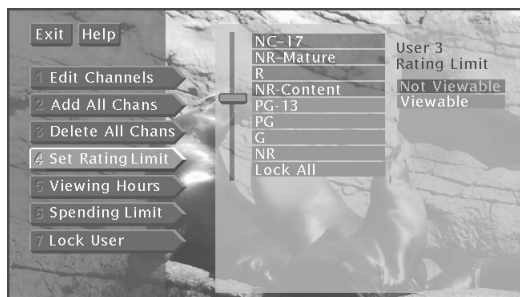 Exit Help
1 Edit Channels
2 Add All Chans
3 Delete All Chans
4 Set Rating Limit
5 Viewing Hours
6 Spending Limit
7 Lock User
NC-17
NR-Mature
R
NR-Content
PG-13
PG
G
NR
Lock All
User 3
Rating Limit
Not Viewable
Viewable